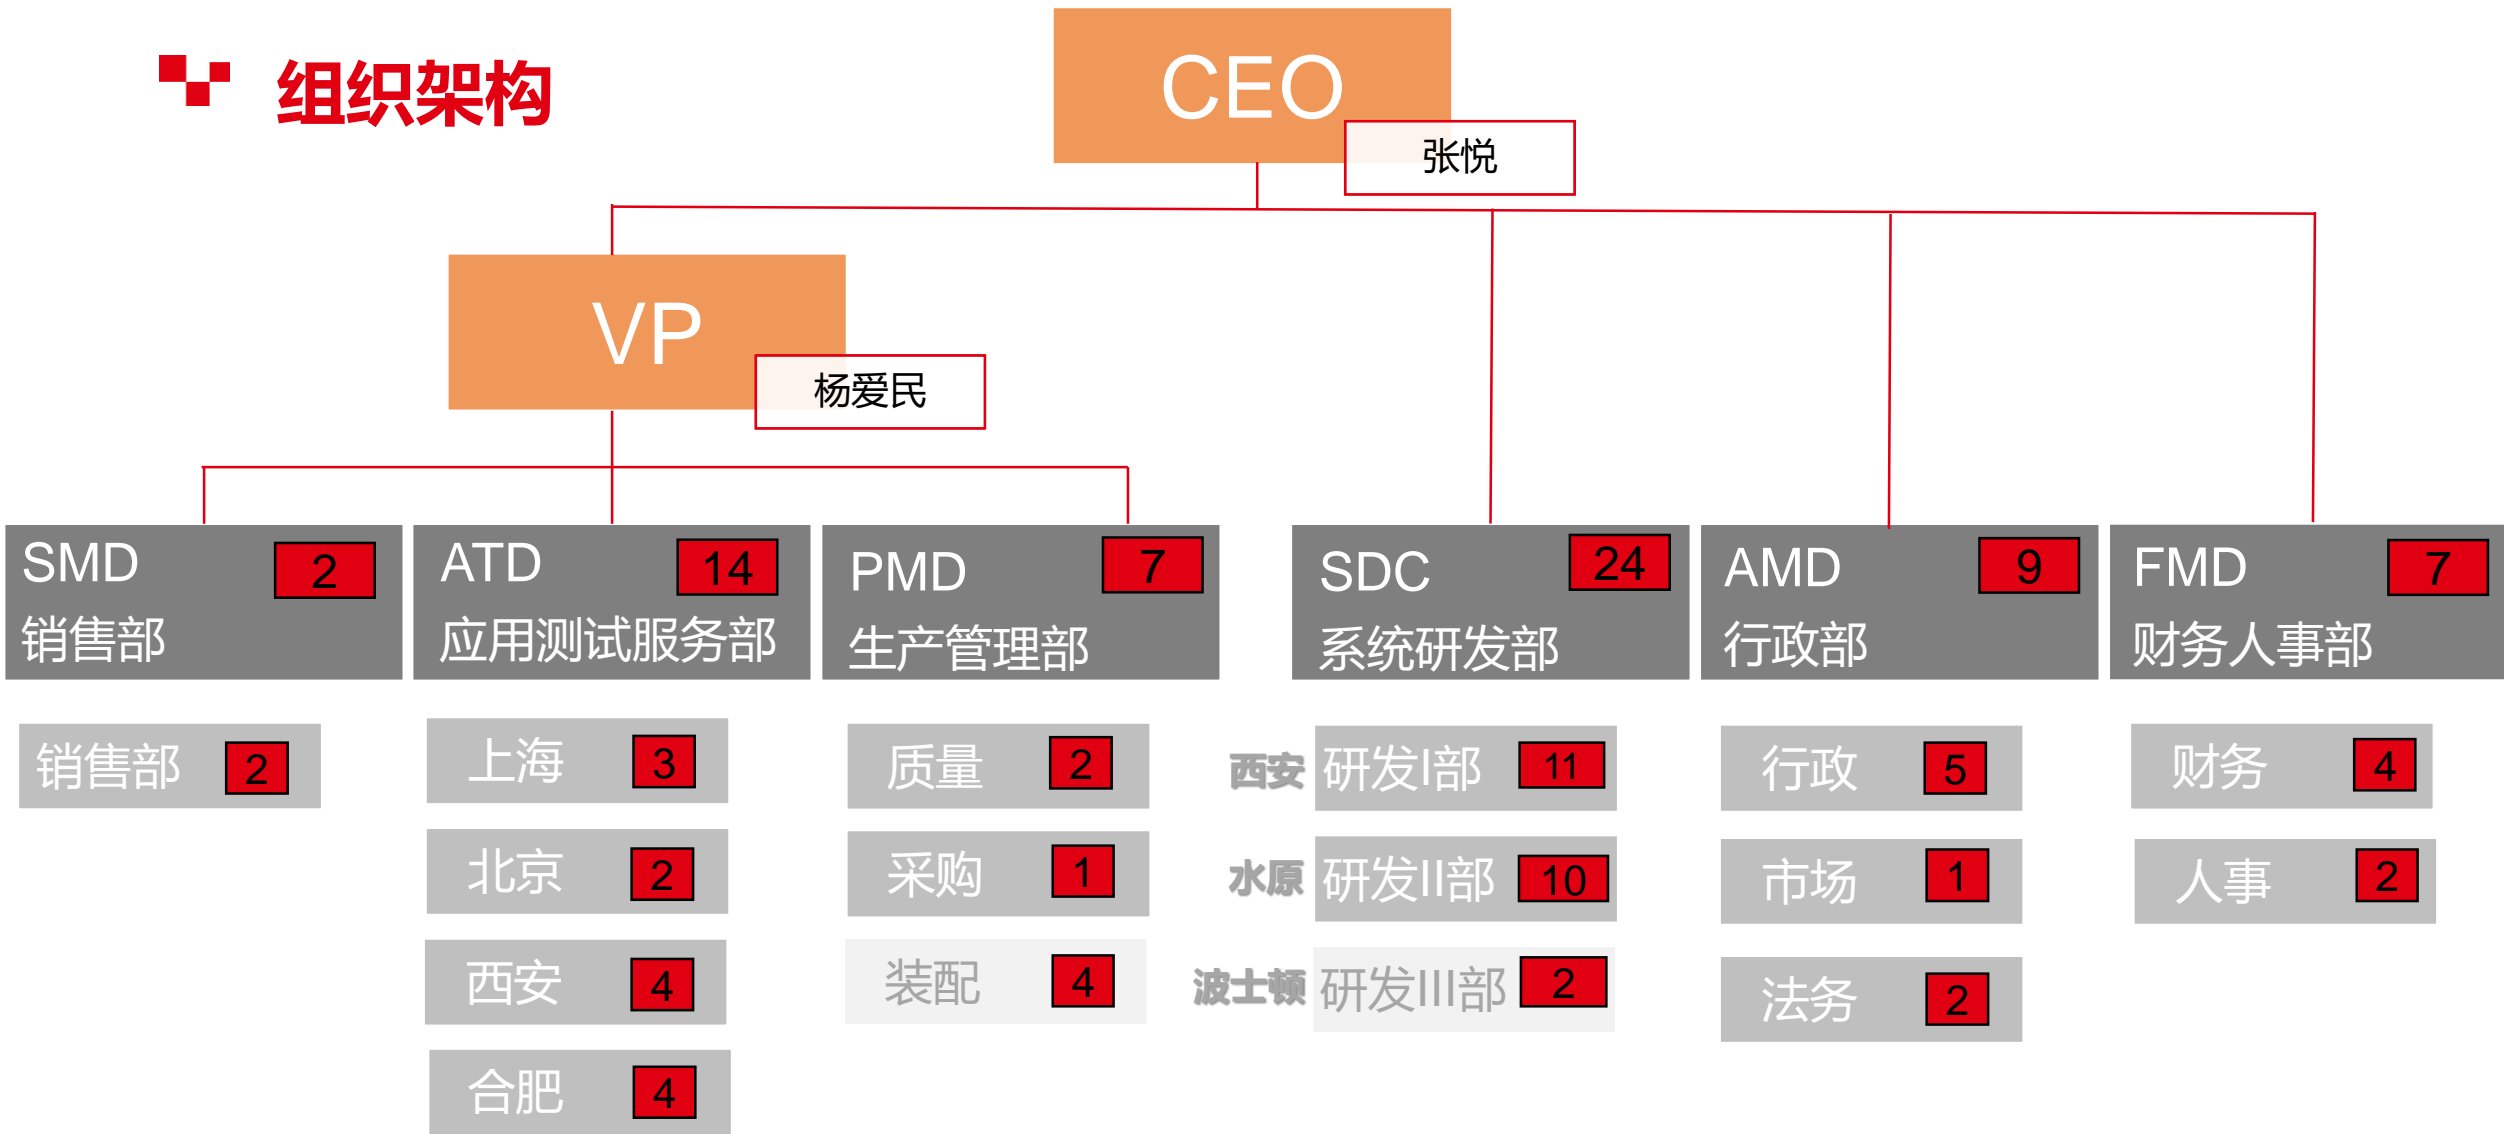 组织架构
CEO
张悦
VP
杨爱民
SMD
2
销售部
ATD
14
应用测试服务部
PMD
7
生产管理部
SDC
24
系统研发部
AMD
9
行政部
FMD
7
财务人事部
销售部
2
上海
3
北京
2
西安
4
合肥
4
质量
2
采购
1
装配
4
西安
研发I部
11
水原
研发II部
10
波士顿
研发III部
2
行政
5
市场
1
法务
2
财务
4
人事
2